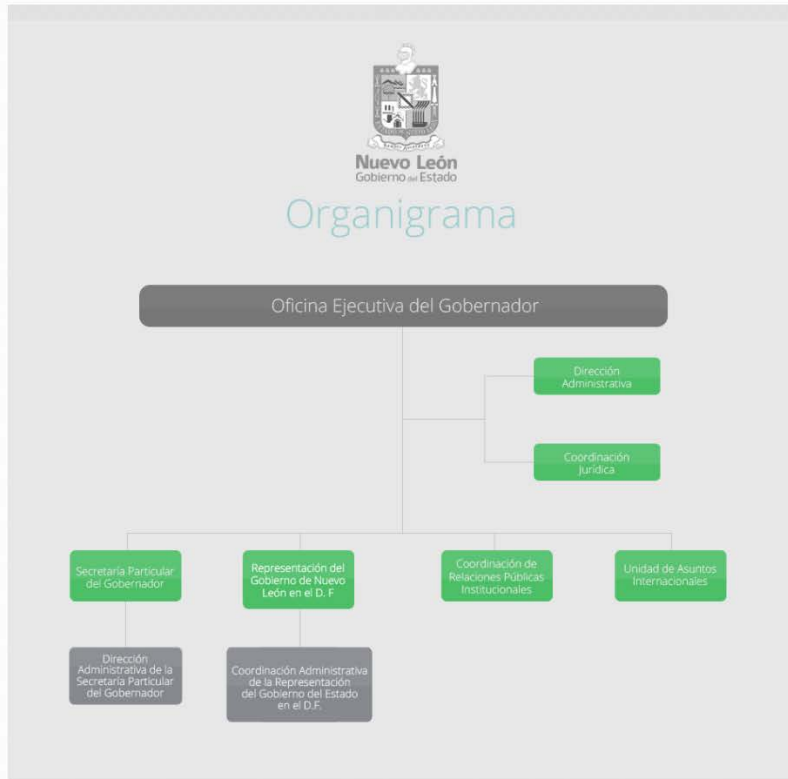 Nuevo León
Gobierno del Estado
Organigrama
Oficina Ejecutiva del Gobernador
Dirección
Administrativa
Coordinación
Jurídica
Secretaría Particular
del Gobernador
Representación del
Gobierno de Nuevo
León en el D. F
Coordinación de
Relaciones Públicas
Institucionales
Unidad de Asuntos
Internacionales
Dirección
Administrativa de la
Secretaría Particular
del Gobernador
Coordinación Administrativa
de la Representación
del Gobierno del Estado
en el D.F.